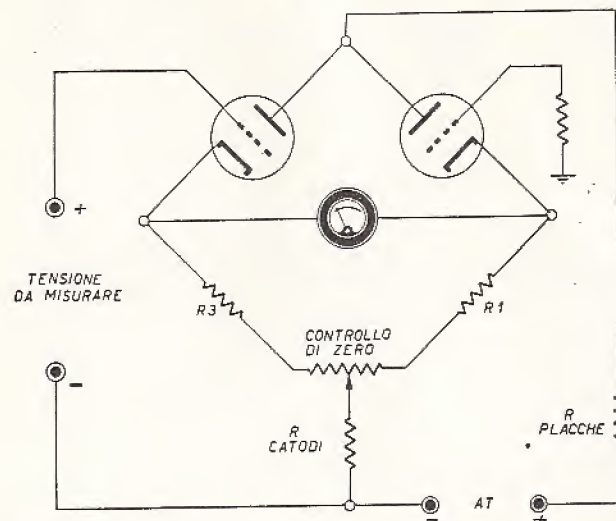 +
TENSIONE
DA MISURARE
-
R3
R1
CONTROLLO
DI ZERO
R
CATODI
R
PLACCHE
-
AT
+